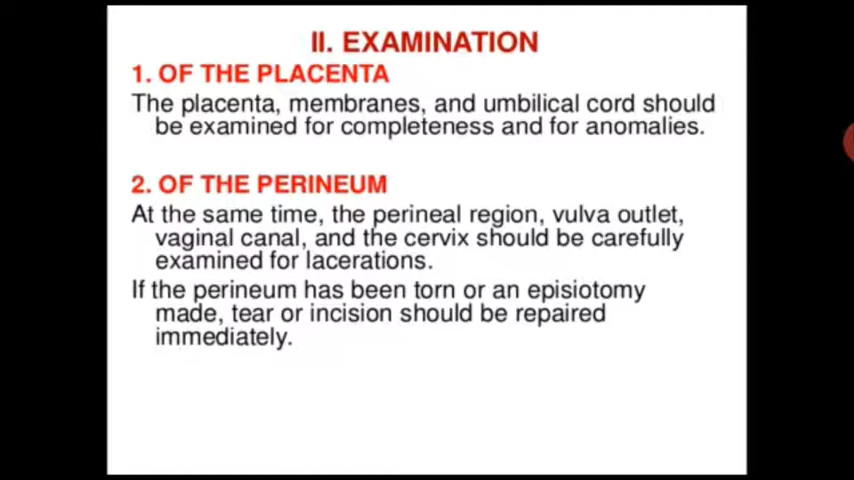 II. EXAMINATION
1. OF THE PLACENTA
The placenta, membranes, and umbilical cord should
be examined for completeness and for anomalies.
2. OF THE PERINEUM
At the same time, the perineal region, vulva outlet,
vaginal canal, and the cervix should be carefully
examined for lacerations.
If the perineum has been torn or an episiotomy
made, tear or incision should be repaired
immediately.